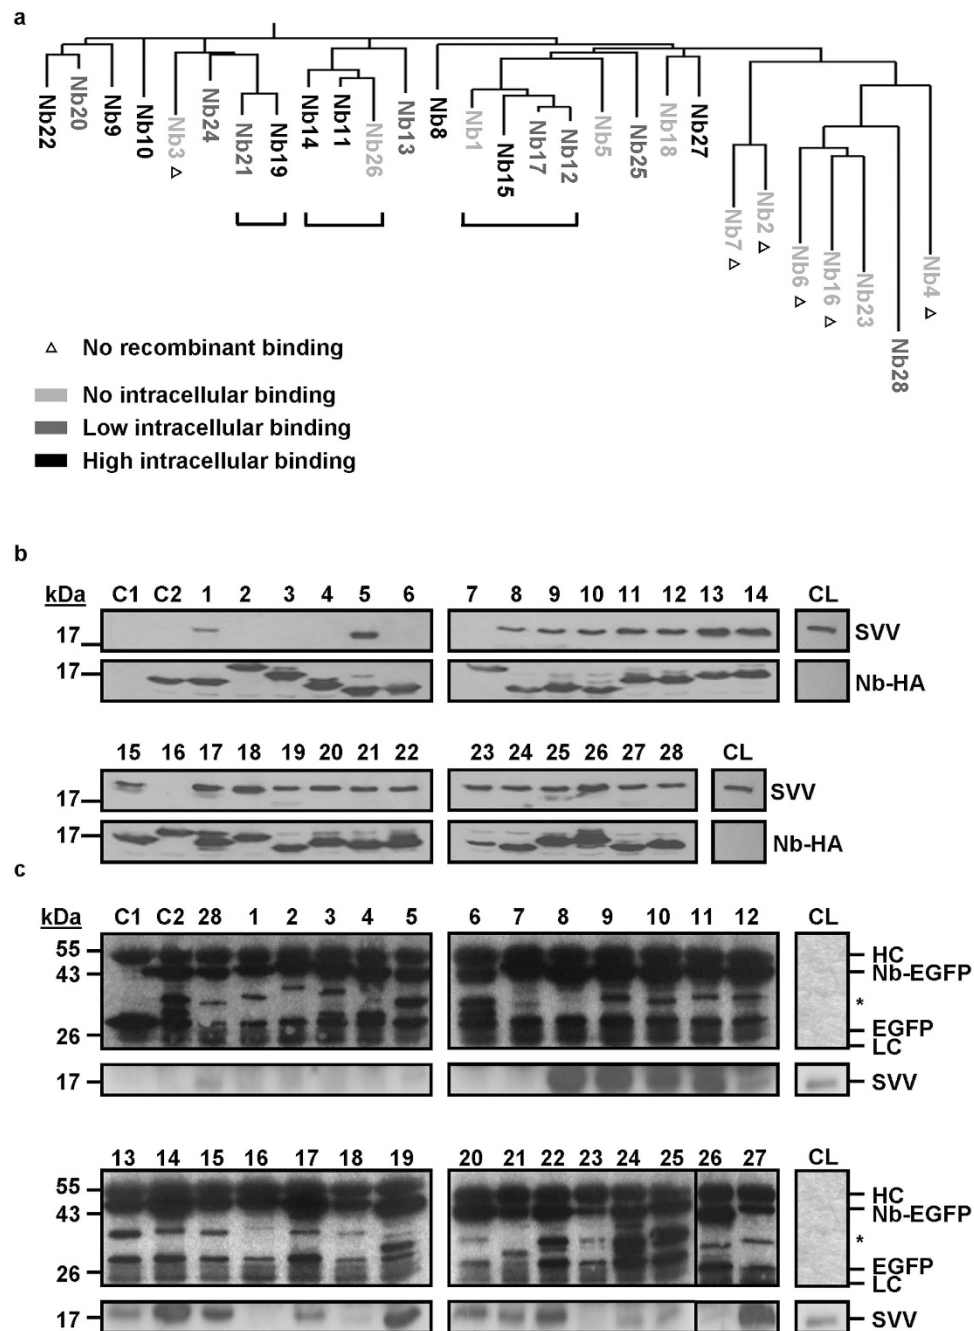 a
Nb22 Nb20 Nb9 Nb10 Nb3 Nb24 Nb21 Nb19 Nb14 Nb11 Nb26 Nb13 Nb8 Nb1 Nb15 Nb17 Nb12 Nb5 Nb25 Nb18 Nb27 Nb7 Nb2 Nb6 Nb16 Nb23 Nb28 Nb4
No recombinant binding
No intracellular binding
Low intracellular binding
High intracellular binding
b
kDa C1 C2 1 2 3 4 5 6 7 8 9 10 11 12 13 14 CL
17 SVV
17 Nb-HA
15 16 17 18 19 20 21 22 23 24 25 26 27 28 CL
17 SVV
17 Nb-HA
c
kDa C1 C2 28 1 2 3 4 5 6 7 8 9 10 11 12 CL
55 HC
43 Nb-EGFP
*
26 EGFP
LC
17 SVV
13 14 15 16 17 18 19 20 21 22 23 24 25 26 27 CL
55 HC
43 Nb-EGFP
*
26 EGFP
LC
17 SVV